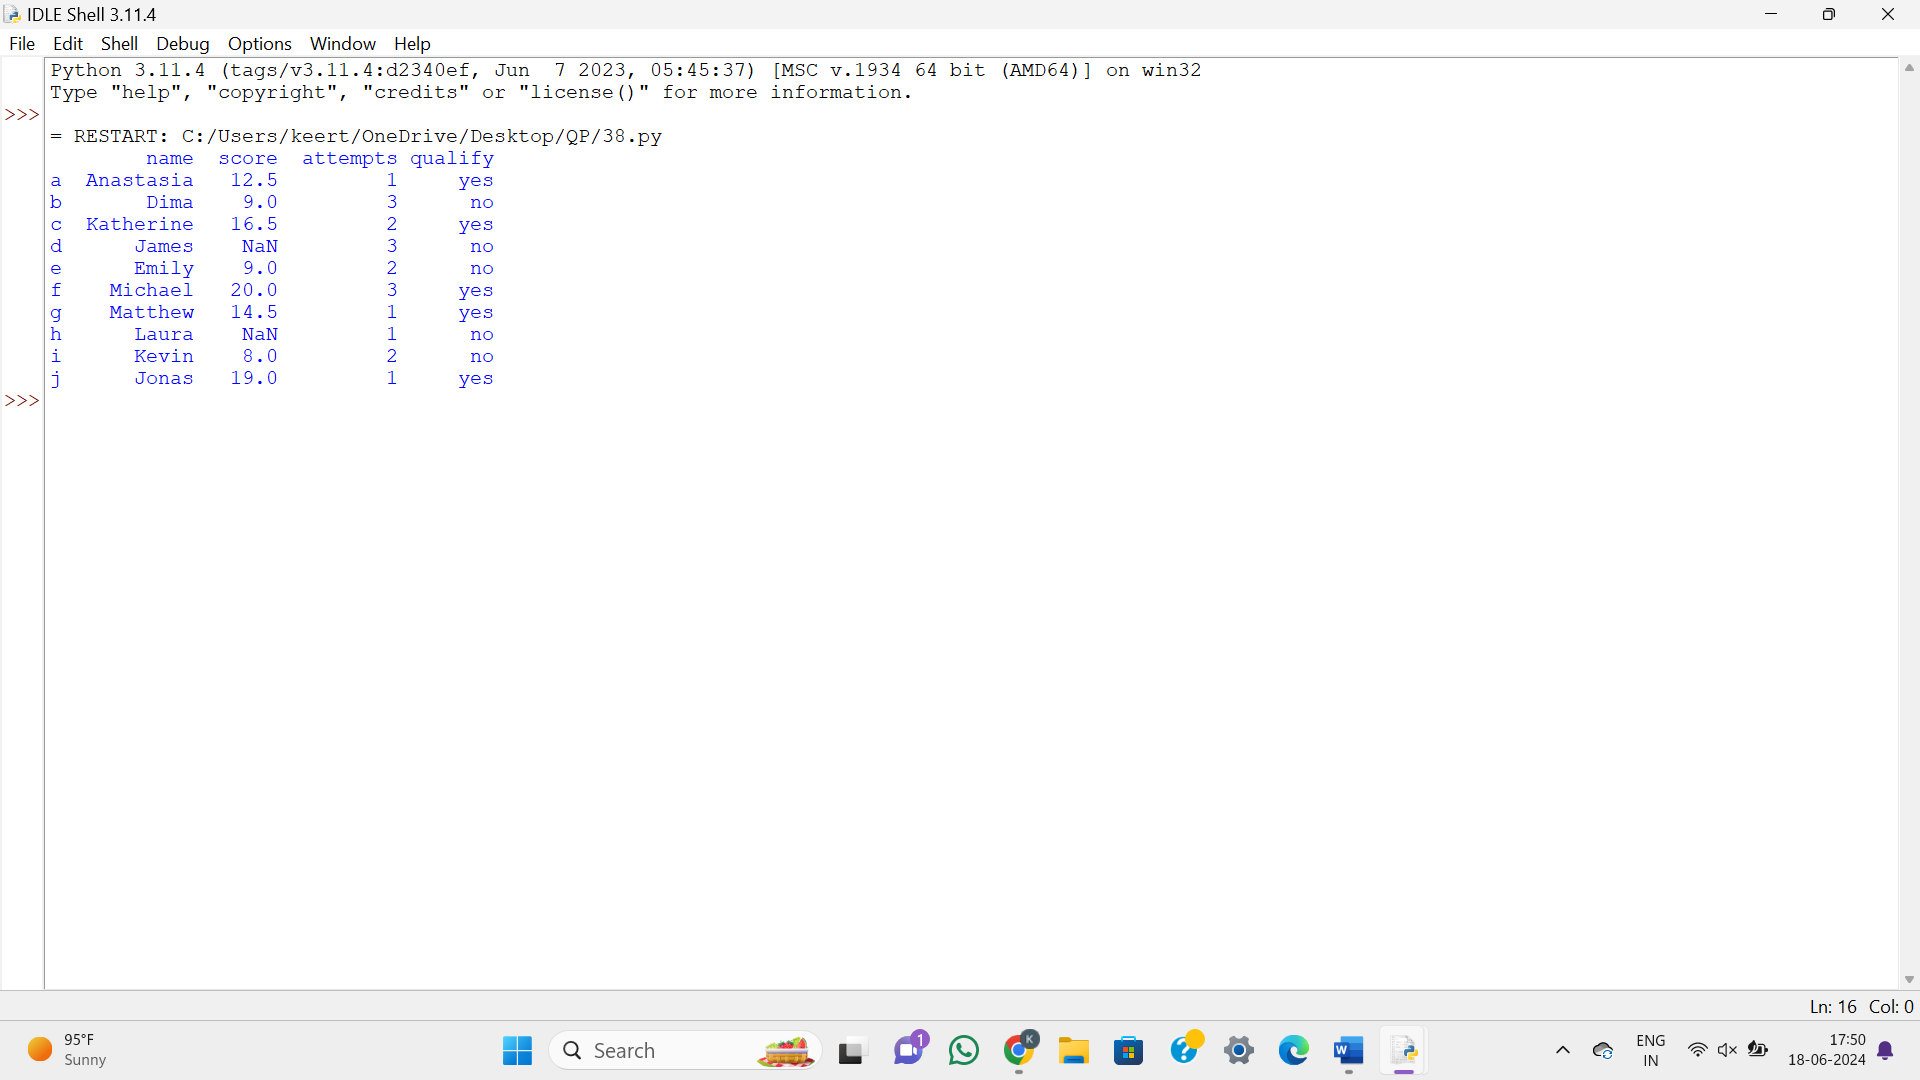 IDLE Shell 3.11.4
File Edit Shell Debug Options Window Help
Python 3.11.4 (tags/v3.11.4:d2340ef, Jun  7 2023, 05:45:37) [MSC v.1934 64 bit (AMD64)] on win32
Type "help", "copyright", "credits" or "license()" for more information.
>>>
= RESTART: C:/Users/keert/OneDrive/Desktop/QP/38.py
        name  score  attempts qualify
a  Anastasia   12.5         1     yes
b       Dima    9.0         3      no
c  Katherine   16.5         2     yes
d      James    NaN         3      no
e      Emily    9.0         2      no
f    Michael   20.0         3     yes
g    Matthew   14.5         1     yes
h      Laura    NaN         1      no
i      Kevin    8.0         2      no
j      Jonas   19.0         1     yes
>>>
Ln: 16 Col: 0
95°F
Sunny
Search
1
K
W
ENG
IN
17:50
18-06-2024